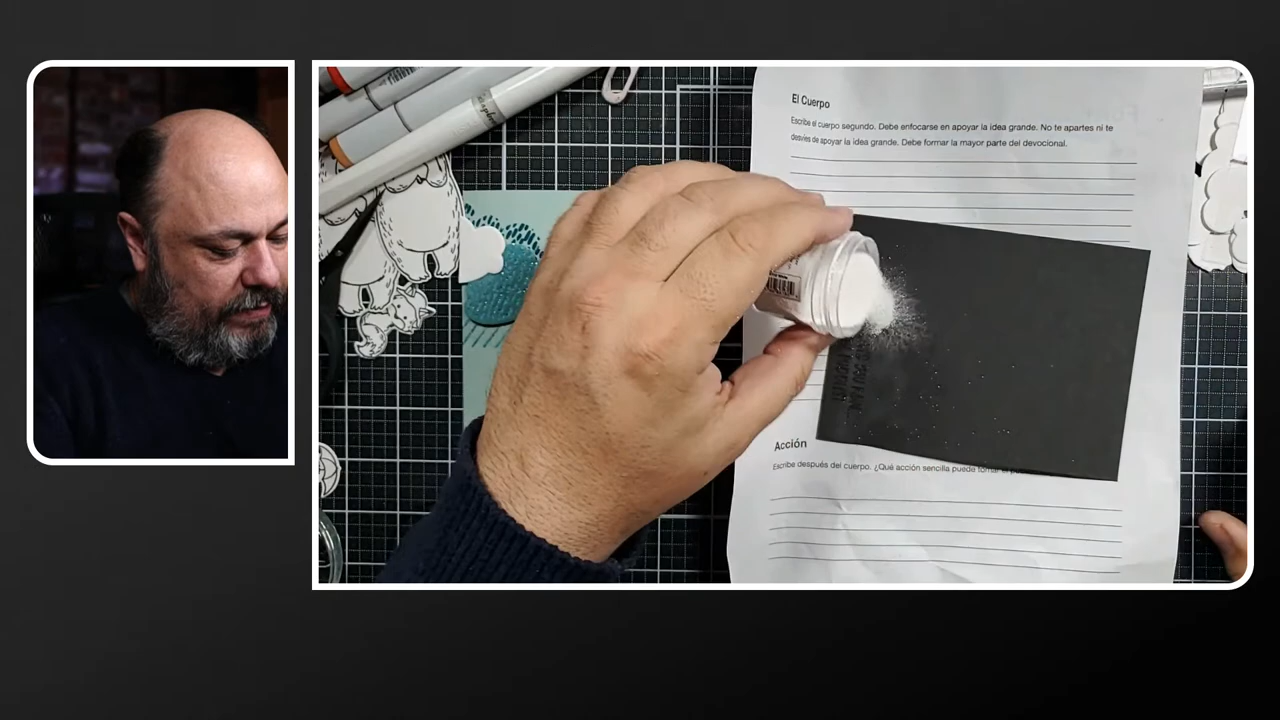 El Cuerpo
Escribe el cuerpo segundo. Debe enfocarse en apoyar la idea grande. No te apartes ni te
desvíes de apoyar la idea grande. Debe formar la mayor parte del devocional.
Acción
Escribe después del cuerpo. ¿Qué acción sencilla puede tomar el